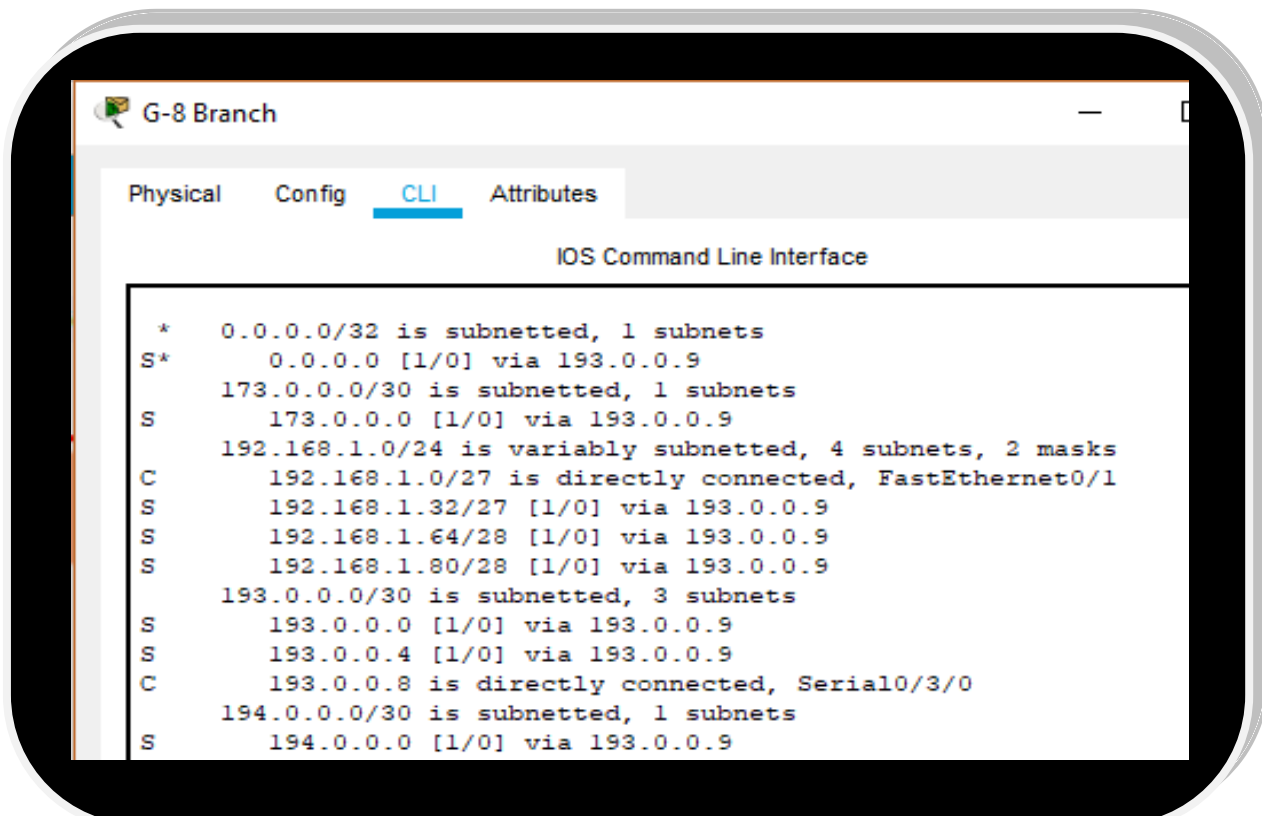 G-8 Branch
Physical Config CLI Attributes
IOS Command Line Interface
* 0.0.0.0/32 is subnetted, 1 subnets
S* 0.0.0.0 [1/0] via 193.0.0.9
173.0.0.0/30 is subnetted, 1 subnets
S 173.0.0.0 [1/0] via 193.0.0.9
192.168.1.0/24 is variably subnetted, 4 subnets, 2 masks
C 192.168.1.0/27 is directly connected, FastEthernet0/1
S 192.168.1.32/27 [1/0] via 193.0.0.9
S 192.168.1.64/28 [1/0] via 193.0.0.9
S 192.168.1.80/28 [1/0] via 193.0.0.9
193.0.0.0/30 is subnetted, 3 subnets
S 193.0.0.0 [1/0] via 193.0.0.9
S 193.0.0.4 [1/0] via 193.0.0.9
C 193.0.0.8 is directly connected, Serial0/3/0
194.0.0.0/30 is subnetted, 1 subnets
S 194.0.0.0 [1/0] via 193.0.0.9